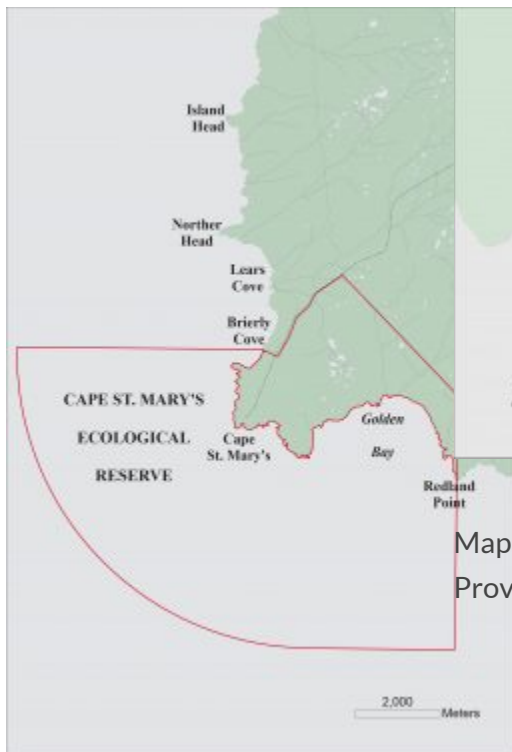 Island
Head
Norther
Head
Lears
Cove
Brierly
Cove
CAPE ST. MARY'S
ECOLOGICAL
RESERVE
Cape
St. Mary's
Golden
Bay
Redland
Point
Map
Prov
2,000
Meters